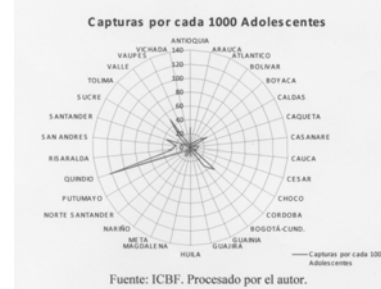 Capturas por cada 1000 Adolescentes
ANTIOQUIA
VICHADA
ARAUCA
VAUPES
ATLANTICO
VALLE
BOLIVAR
TOLIMA
BOYACA
SUCRE
CALDAS
SANTANDER
CAQUETA
SAN ANDRES
CASANARE
RISARALDA
CAUCA
QUINDIO
CESAR
PUTUMAYO
CHOCO
NORTE SANTANDER
CORDOBA
NARIÑO
BOGOTÁ-CUND.
META
GUAINIA
MAGDALENA
GUAJIRA
HUILA
140
120
100
80
60
40
20
Capturas por cada 100
Adolescentes
Fuente: ICBF. Procesado por el autor.